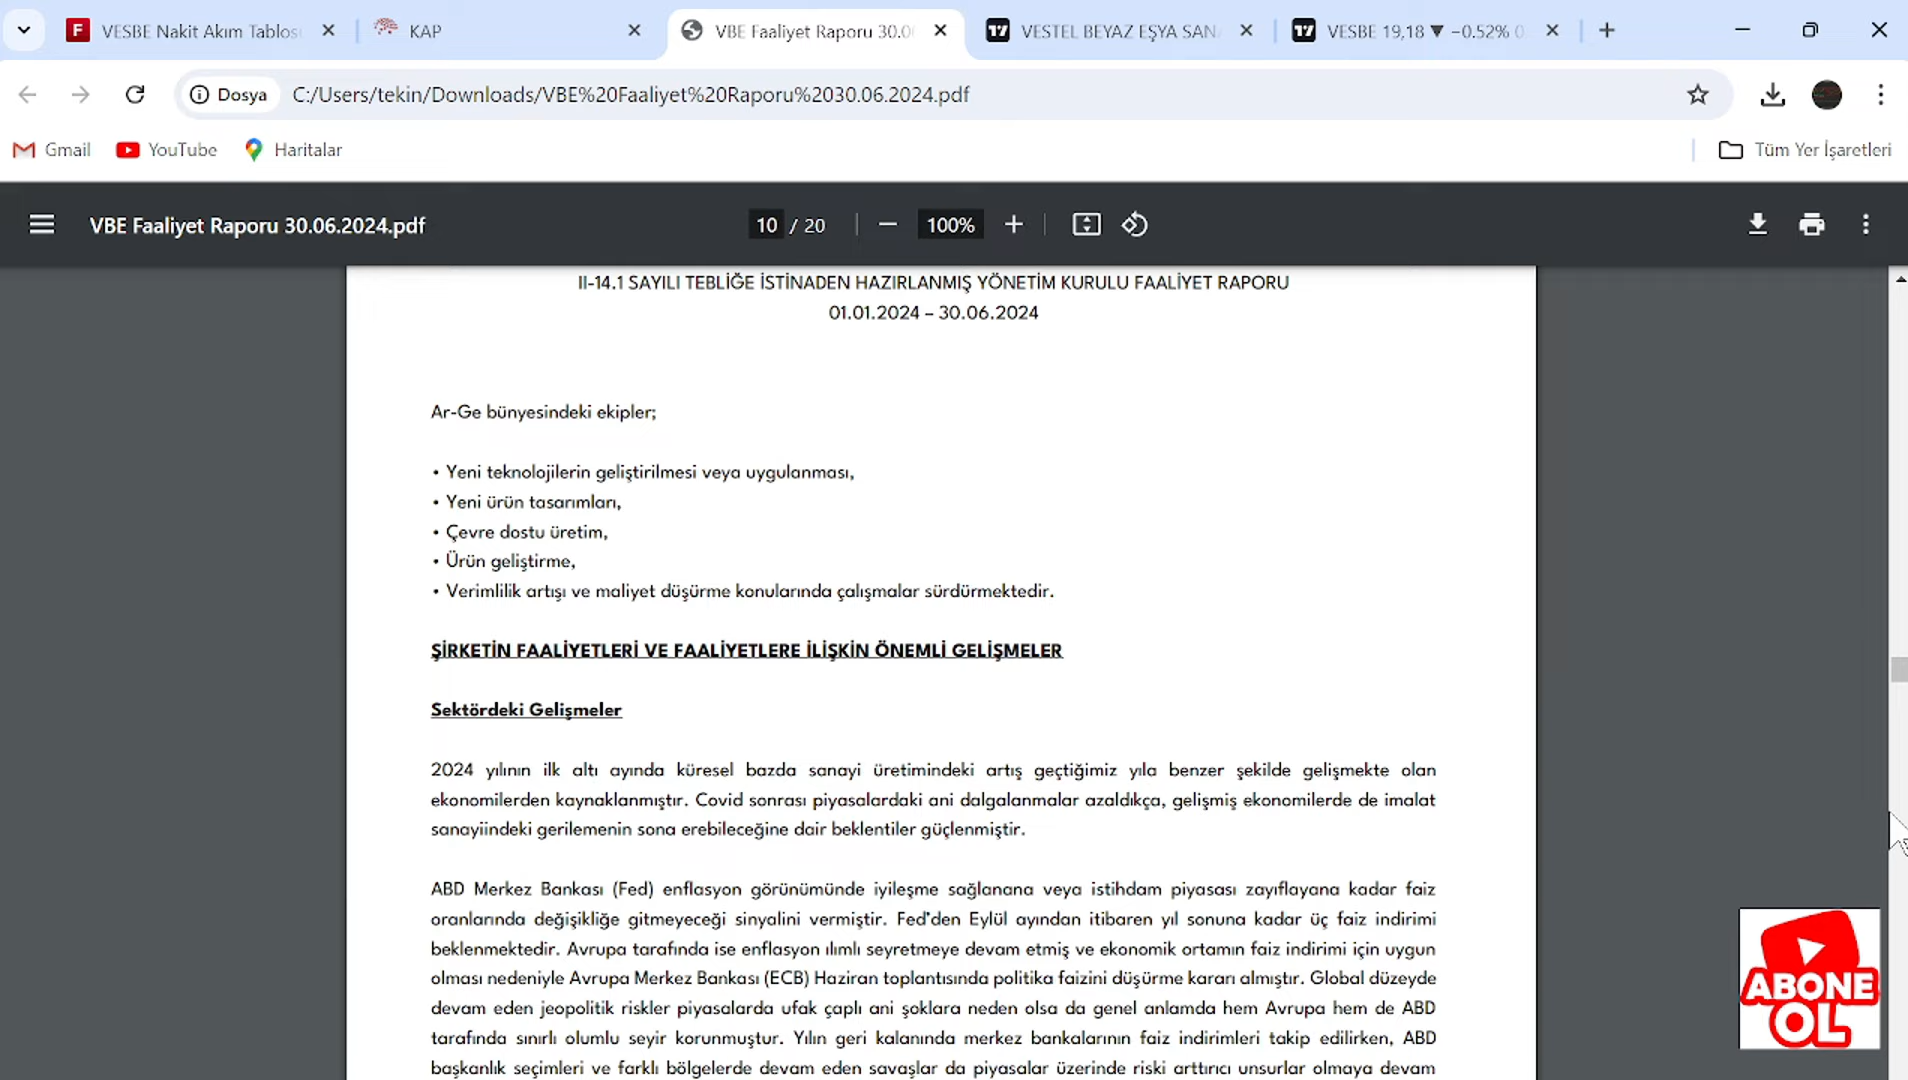 VESBE Nakit Akım Tablos
KAP
VBE Faaliyet Raporu 30.0
VESTEL BEYAZ EŞYA SAN
VESBE 19,18 ▼ −0.52%
Dosya
C:/Users/tekin/Downloads/VBE%20Faaliyet%20Raporu%2030.06.2024.pdf
Gmail
YouTube
Haritalar
Tüm Yer İşaretleri
VBE Faaliyet Raporu 30.06.2024.pdf
10 / 20
100%
II-14.1 SAYILI TEBLİĞE İSTİNADEN HAZIRLANMIŞ YÖNETİM KURULU FAALİYET RAPORU
01.01.2024 – 30.06.2024
Ar-Ge bünyesindeki ekipler;
• Yeni teknolojilerin geliştirilmesi veya uygulanması,
• Yeni ürün tasarımları,
• Çevre dostu üretim,
• Ürün geliştirme,
• Verimlilik artışı ve maliyet düşürme konularında çalışmalar sürdürmektedir.
ŞİRKETİN FAALİYETLERİ VE FAALİYETLERE İLİŞKİN ÖNEMLİ GELİŞMELER
Sektördeki Gelişmeler
2024 yılının ilk altı ayında küresel bazda sanayi üretimindeki artış geçtiğimiz yıla benzer şekilde gelişmekte olan
ekonomilerden kaynaklanmıştır. Covid sonrası piyasalardaki ani dalgalanmalar azaldıkça, gelişmiş ekonomilerde de imalat
sanayiindeki gerilemenin sona erebileceğine dair beklentiler güçlenmiştir.
ABD Merkez Bankası (Fed) enflasyon görünümünde iyileşme sağlanana veya istihdam piyasası zayıflayana kadar faiz
oranlarında değişikliğe gitmeyeceği sinyalini vermiştir. Fed'den Eylül ayından itibaren yıl sonuna kadar üç faiz indirimi
beklenmektedir. Avrupa tarafında ise enflasyon ılımlı seyretmeye devam etmiş ve ekonomik ortamın faiz indirimi için uygun
olması nedeniyle Avrupa Merkez Bankası (ECB) Haziran toplantısında politika faizini düşürme kararı almıştır. Global düzeyde
devam eden jeopolitik riskler piyasalarda ufak çaplı ani şoklara neden olsa da genel anlamda hem Avrupa hem de ABD
tarafında sınırlı olumlu seyir korunmuştur. Yılın geri kalanında merkez bankalarının faiz indirimleri takip edilirken, ABD
başkanlık seçimleri ve farklı bölgelerde devam eden savaşlar da piyasalar üzerinde riski arttırıcı unsurlar olmaya devam
ABONE
OL